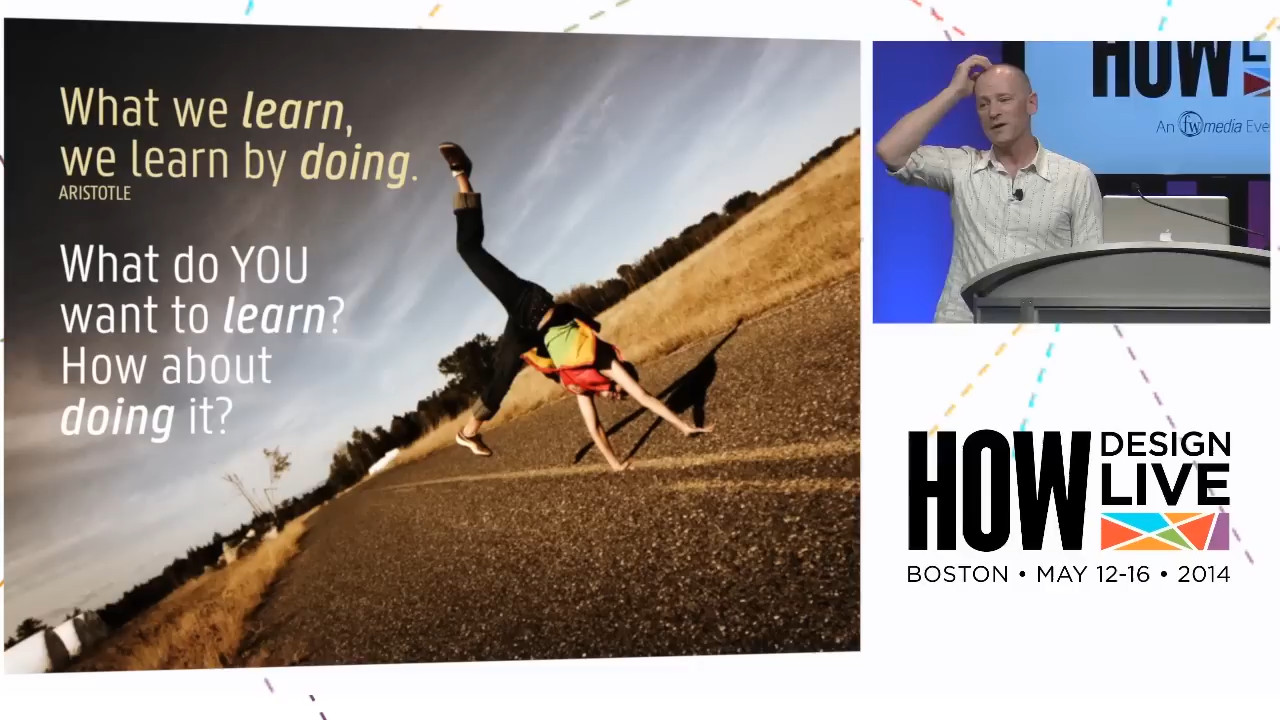 What we learn,
we learn by doing.
ARISTOTLE
What do YOU
want to learn?
How about
doing it?
HOW
An fw media Eve
HOW DESIGN
LIVE
BOSTON • MAY 12-16 • 2014